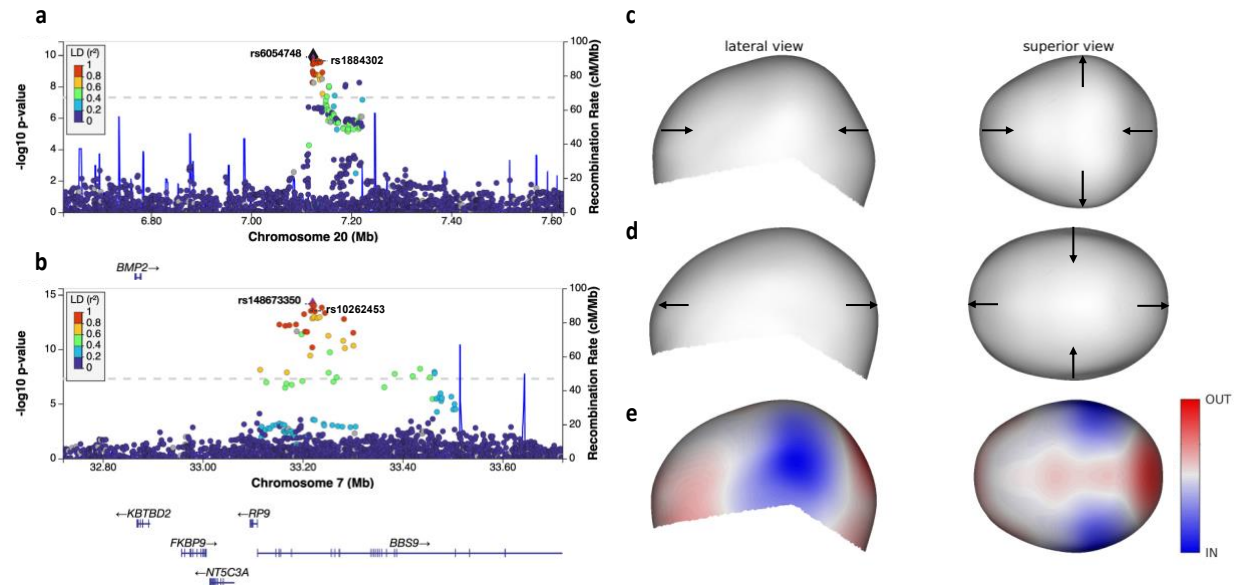 a
LD (r²)
1
0.8
0.6
0.4
0.2
0
rs6054748
rs1884302
10
8
6
4
2
0
-log10 p-value
100
80
60
40
20
0
Recombination Rate (cM/Mb)
6.80
7.00
7.20
7.40
7.60
Chromosome 20 (Mb)
BMP2→
b
LD (r²)
1
0.8
0.6
0.4
0.2
0
rs148673350
rs10262453
15
10
5
0
-log10 p-value
100
80
60
40
20
0
Recombination Rate (cM/Mb)
32.80
33.00
33.20
33.40
33.60
Chromosome 7 (Mb)
←KBTBD2
←RP9
FKBP9→
BBS9→
←NT5C3A
c
lateral view
superior view
d
e
OUT
IN